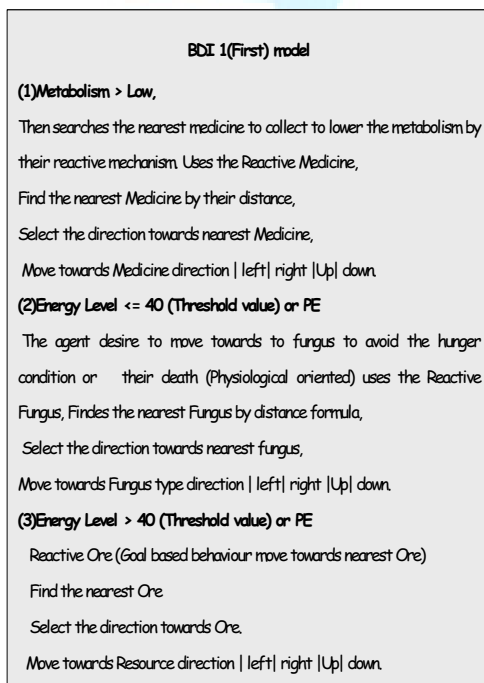 BDI 1(First) model
(1)Metabolism > Low,
Then searches the nearest medicine to collect to lower the metabolism by
their reactive mechanism. Uses the Reactive Medicine,
Find the nearest Medicine by their distance,
Select the direction towards nearest Medicine,
Move towards Medicine direction | left| right |Up| down.
(2)Energy Level <= 40 (Threshold value) or PE
The agent desire to move towards to fungus to avoid the hunger
condition or their death (Physiological oriented) uses the Reactive
Fungus, Findes the nearest Fungus by distance formula,
Select the direction towards nearest fungus,
Move towards Fungus type direction | left| right |Up| down.
(3)Energy Level > 40 (Threshold value) or PE
Reactive Ore (Goal based behaviour move towards nearest Ore)
Find the nearest Ore
Select the direction towards Ore.
Move towards Resource direction | left| right |Up| down.